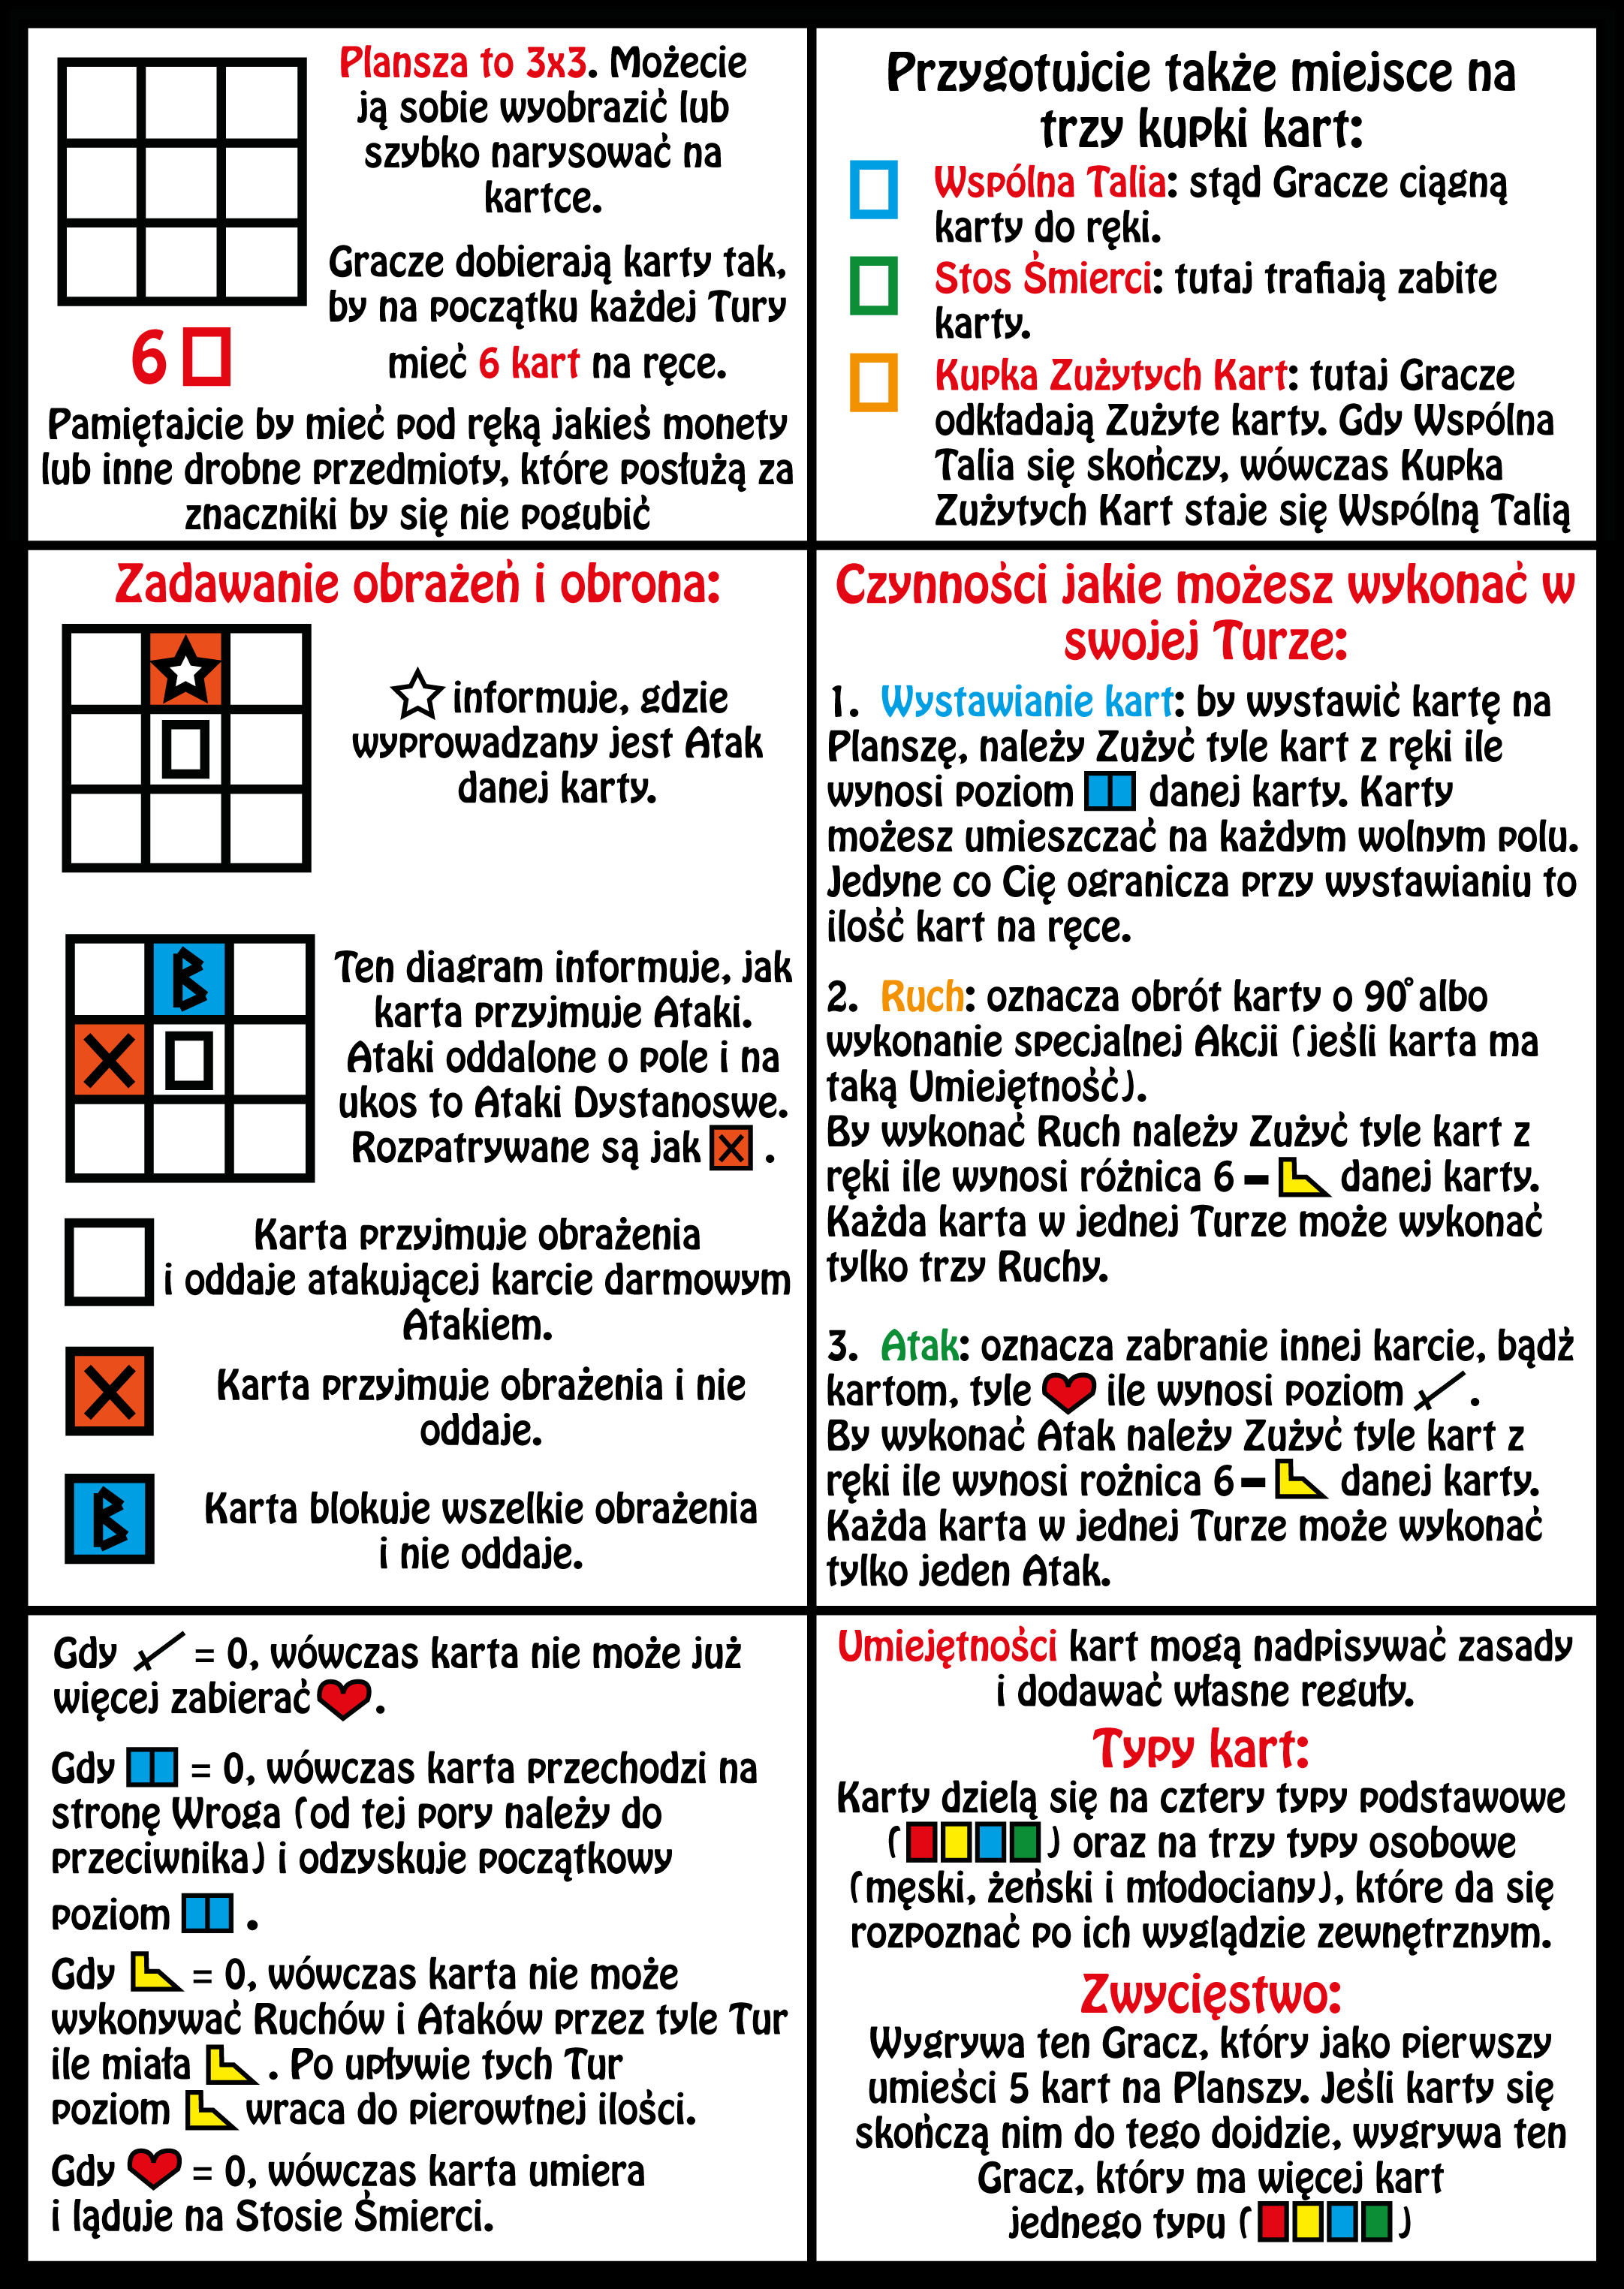 Plansza to 3x3. Możecie
ją sobie wyobrazić lub
szybko narysować na
kartce.
Gracze dobierają karty tak,
by na początku każdej Tury
mieć 6 kart na ręce.
6
Pamiętajcie by mieć pod ręką jakieś monety
lub inne drobne przedmioty, które posłużą za
znaczniki by się nie pogubić
Przygotujcie także miejsce na
trzy kupki kart:
Wspólna Talia: stąd Gracze ciągną
karty do ręki.
Stos Śmierci: tutaj trafiają zabite
karty.
Kupka Zużytych Kart: tutaj Gracze
odkładają Zużyte karty. Gdy Wspólna
Talia się skończy, wówczas Kupka
Zużytych Kart staje się Wspólną Talią
Zadawanie obrażeń i obrona:
informuje, gdzie
wyprowadzany jest Atak
danej karty.
B
X
Ten diagram informuje, jak
karta przyjmuje Ataki.
Ataki oddalone o pole i na
ukos to Ataki Dystanoswe.
Rozpatrywane są jak X .
Karta przyjmuje obrażenia
i oddaje atakującej karcie darmowym
Atakiem.
X
Karta przyjmuje obrażenia i nie
oddaje.
B
Karta blokuje wszelkie obrażenia
i nie oddaje.
Czynności jakie możesz wykonać w
swojej Turze:
1. Wystawianie kart: by wystawić kartę na
Planszę, należy Zużyć tyle kart z ręki ile
wynosi poziom danej karty. Karty
możesz umieszczać na każdym wolnym polu.
Jedyne co Cię ogranicza przy wystawianiu to
ilość kart na ręce.
2. Ruch: oznacza obrót karty o 90° albo
wykonanie specjalnej Akcji (jeśli karta ma
taką Umiejętność).
By wykonać Ruch należy Zużyć tyle kart z
ręki ile wynosi różnica 6 - danej karty.
Każda karta w jednej Turze może wykonać
tylko trzy Ruchy.
3. Atak: oznacza zabranie innej karcie, bądź
kartom, tyle ile wynosi poziom .
By wykonać Atak należy Zużyć tyle kart z
ręki ile wynosi rożnica 6 - danej karty.
Każda karta w jednej Turze może wykonać
tylko jeden Atak.
Gdy = 0, wówczas karta nie może już
więcej zabierać .
Gdy = 0, wówczas karta przechodzi na
stronę Wroga (od tej pory należy do
przeciwnika) i odzyskuje początkowy
poziom .
Gdy = 0, wówczas karta nie może
wykonywać Ruchów i Ataków przez tyle Tur
ile miała . Po upływie tych Tur
poziom wraca do pierowtnej ilości.
Gdy = 0, wówczas karta umiera
i ląduje na Stosie Śmierci.
Umiejętności kart mogą nadpisywać zasady
i dodawać własne reguły.
Typy kart:
Karty dzielą się na cztery typy podstawowe
( ) oraz na trzy typy osobowe
(męski, żeński i młodociany), które da się
rozpoznać po ich wyglądzie zewnętrznym.
Zwycięstwo:
Wygrywa ten Gracz, który jako pierwszy
umieści 5 kart na Planszy. Jeśli karty się
skończą nim do tego dojdzie, wygrywa ten
Gracz, który ma więcej kart
jednego typu ( )